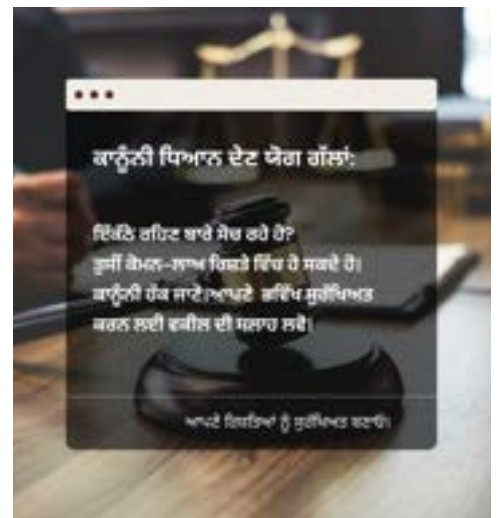 ਕਾਨੂੰਨੀ ਧਿਆਨ ਦੇਣ ਯੋਗ ਗੱਲਾਂ:
ਇਕੱਠੇ ਰਹਿਣ ਬਾਰੇ ਸੋਚ ਰਹੇ ਹੋ?
ਤੁਸੀਂ ਕੋਮਨ-ਲਾਅ ਰਿਸ਼ਤੇ ਵਿੱਚ ਹੋ ਸਕਦੇ ਹੋ।
ਕਾਨੂੰਨੀ ਹੱਕ ਜਾਣੋ।ਆਪਣੇ ਭਵਿੱਖ ਸੁਰੱਖਿਅਤ
ਕਰਨ ਲਈ ਵਕੀਲ ਦੀ ਸਲਾਹ ਲਵੋ।
ਆਪਣੇ ਰਿਸ਼ਤਿਆਂ ਨੂੰ ਸੁਰੱਖਿਅਤ ਬਣਾਓ।